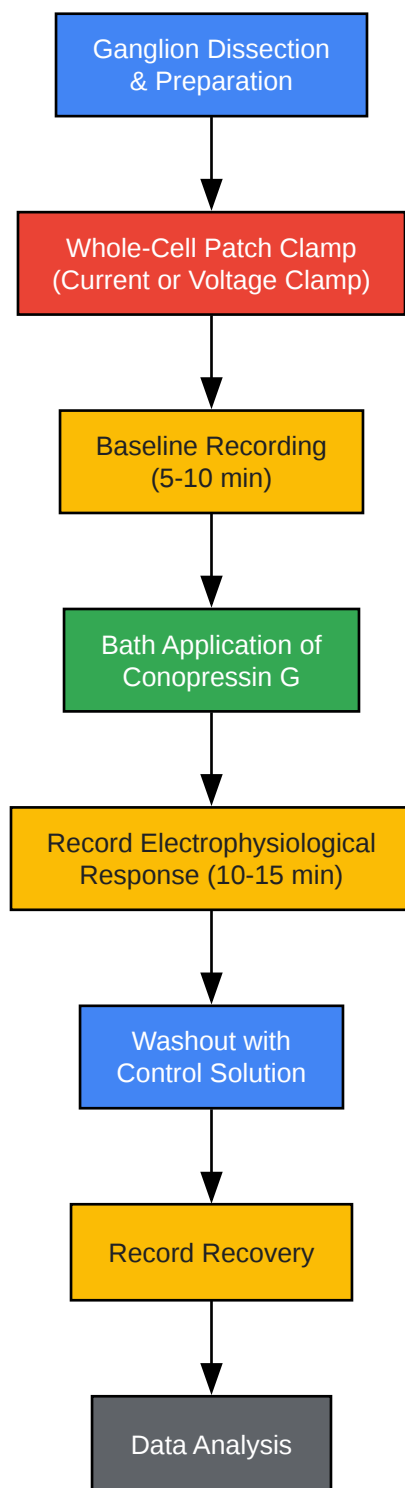 Ganglion Dissection
& Preparation
Whole-Cell Patch Clamp
(Current or Voltage Clamp)
Baseline Recording
(5-10 min)
Bath Application of
Conopressin G
Record Electrophysiological
Response (10-15 min)
Washout with
Control Solution
Record Recovery
Data Analysis